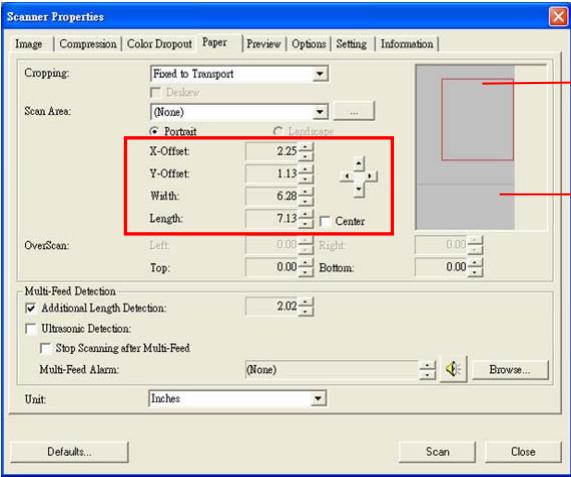 Scanner Properties
Image Compression Color Dropout Paper Preview Options Setting Information
Cropping: Fixed to Transport
Deskew
Scan Area: (None) ...
Portrait Landscape
X-Offset: 2.25
Y-Offset: 1.13
Width: 6.28
Length: 7.13 Center
OverScan: Left: 0.00 Right: 0.00
Top: 0.00 Bottom: 0.00
Multi-Feed Detection
Additional Length Detection: 2.02
Ultrasonic Detection:
Stop Scanning after Multi-Feed
Multi-Feed Alarm: (None) Browse...
Unit: Inches
Defaults... Scan Close